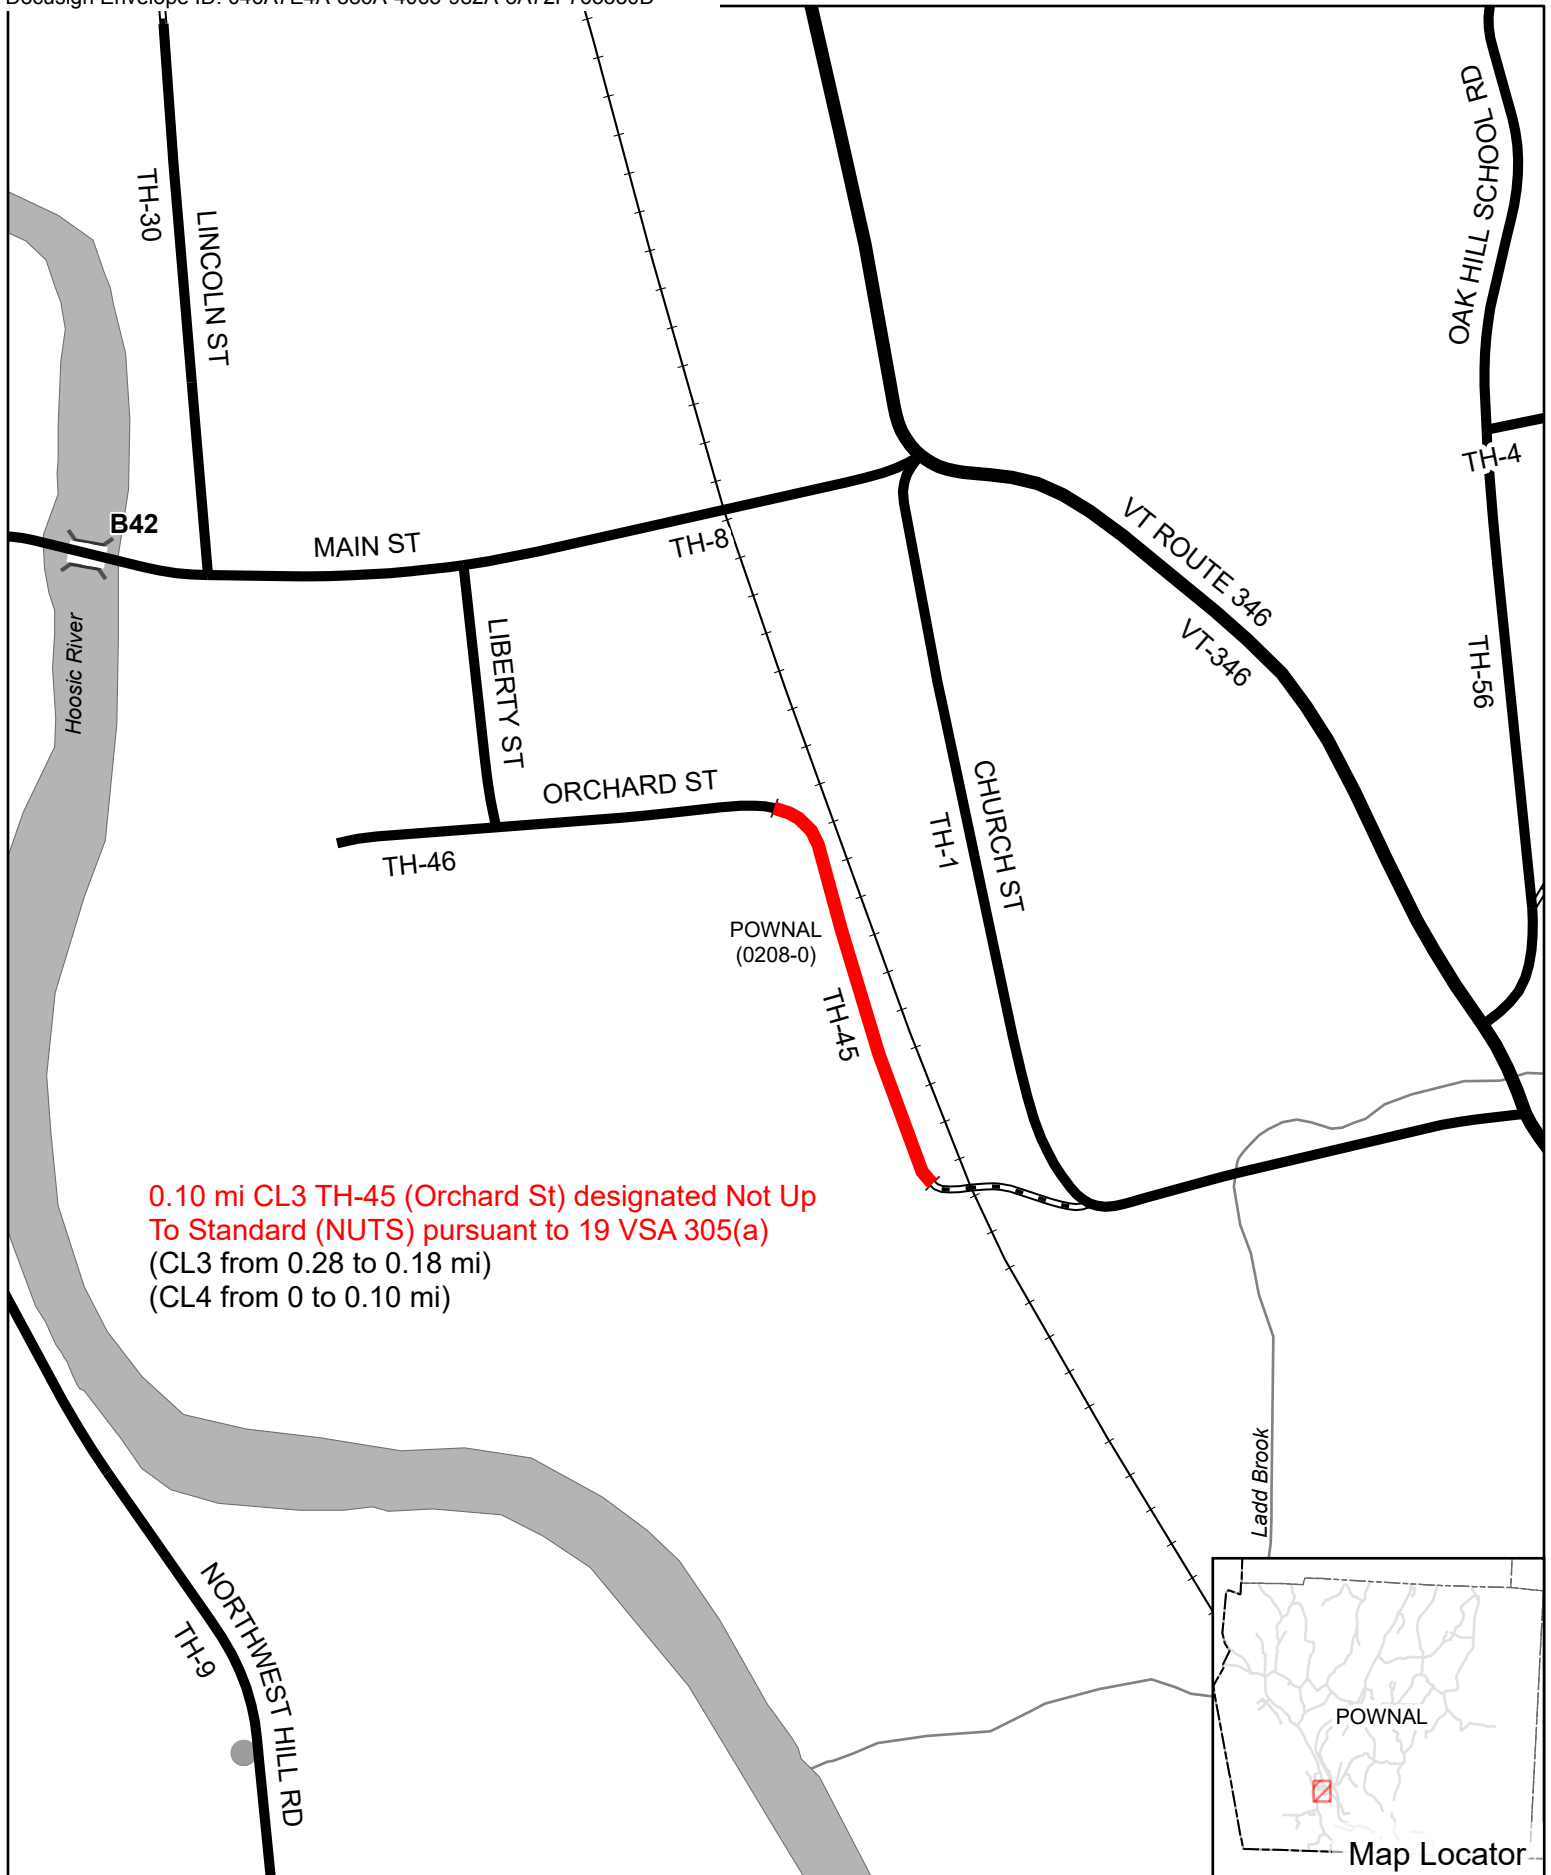 TH-30
LINCOLN ST
OAK HILL SCHOOL RD
TH-4
B42
MAIN ST
TH-8
VT ROUTE 346
VT-346
Hoosic River
LIBERTY ST
TH-56
ORCHARD ST
TH-46
TH-1
CHURCH ST
POWNAL
(0208-0)
TH-45
0.10 mi CL3 TH-45 (Orchard St) designated Not Up
To Standard (NUTS) pursuant to 19 VSA 305(a)
(CL3 from 0.28 to 0.18 mi)
(CL4 from 0 to 0.10 mi)
Ladd Brook
NORTHWEST HILL RD
TH-9
POWNAL
Map Locator